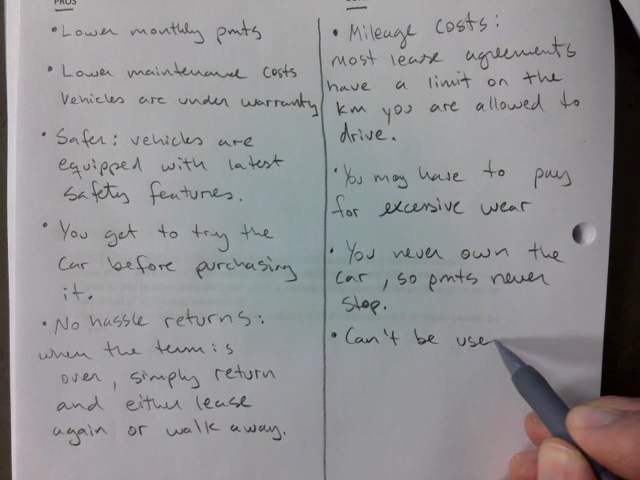 PROS
• Lower monthly pmts
• Lower maintenance costs
vehicles are under warranty
• Safer: vehicles are
equipped with latest
safety features.
• You get to try the
car before purchasing
it.
• No hassle returns:
when the term is
over, simply return
and either lease
again or walk away.
• Mileage costs:
most lease agreements
have a limit on the
km you are allowed to
drive.
• You may have to pay
for excessive wear
• You never own the
car, so pmts never
stop.
• Can't be use